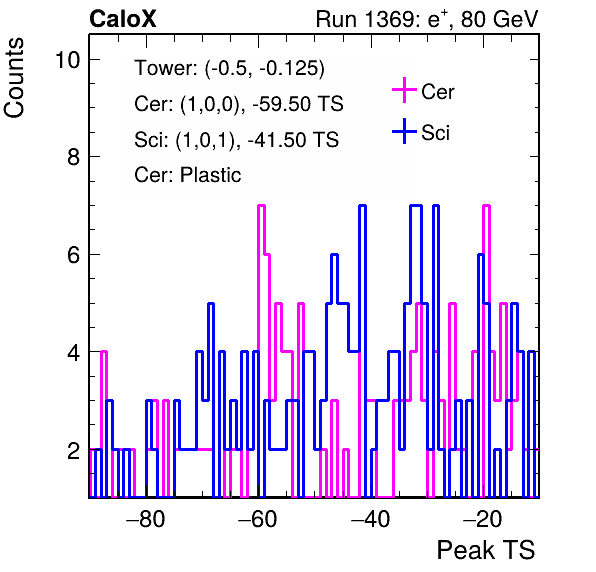 CaloX Run 1369: e⁺, 80 GeV
Counts
10
8
6
4
2
Tower: (-0.5, -0.125)
Cer: (1,0,0), -59.50 TS
Sci: (1,0,1), -41.50 TS
Cer: Plastic
Cer
Sci
−80 −60 −40 −20
Peak TS